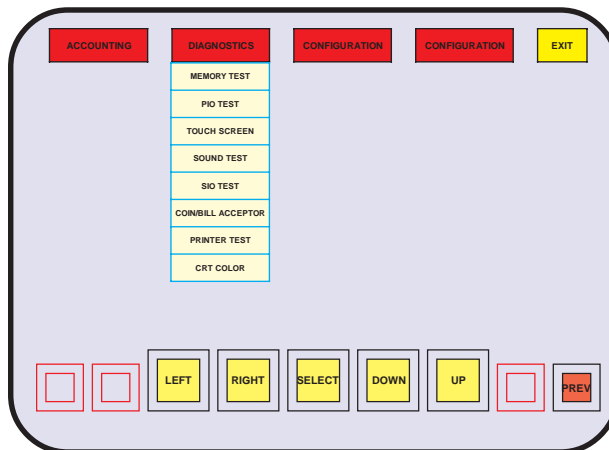 ACCOUNTING
DIAGNOSTICS
CONFIGURATION
CONFIGURATION
EXIT
MEMORY TEST
PIO TEST
TOUCH SCREEN
SOUND TEST
SIO TEST
COIN/BILL ACCEPTOR
PRINTER TEST
CRT COLOR
LEFT
RIGHT
SELECT
DOWN
UP
PREV